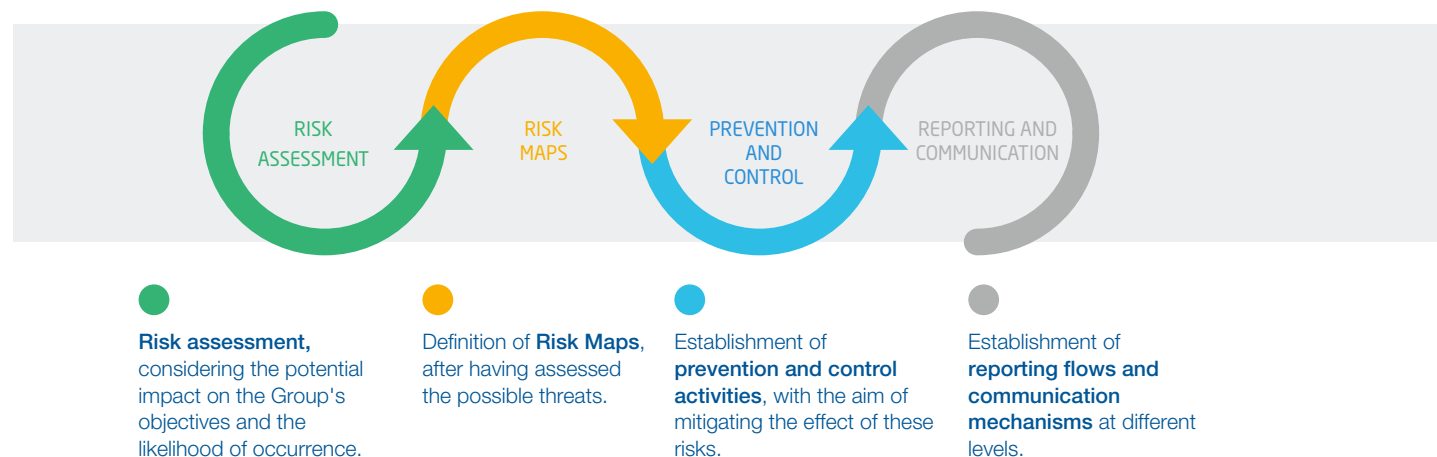 RISK
ASSESSMENT
RISK
MAPS
PREVENTION
AND
CONTROL
REPORTING AND
COMMUNICATION
Risk assessment,
considering the potential
impact on the Group's
objectives and the
likelihood of occurrence.
Definition of Risk Maps,
after having assessed
the possible threats.
Establishment of
prevention and control
activities, with the aim of
mitigating the effect of these
risks.
Establishment of
reporting flows and
communication
mechanisms at different
levels.